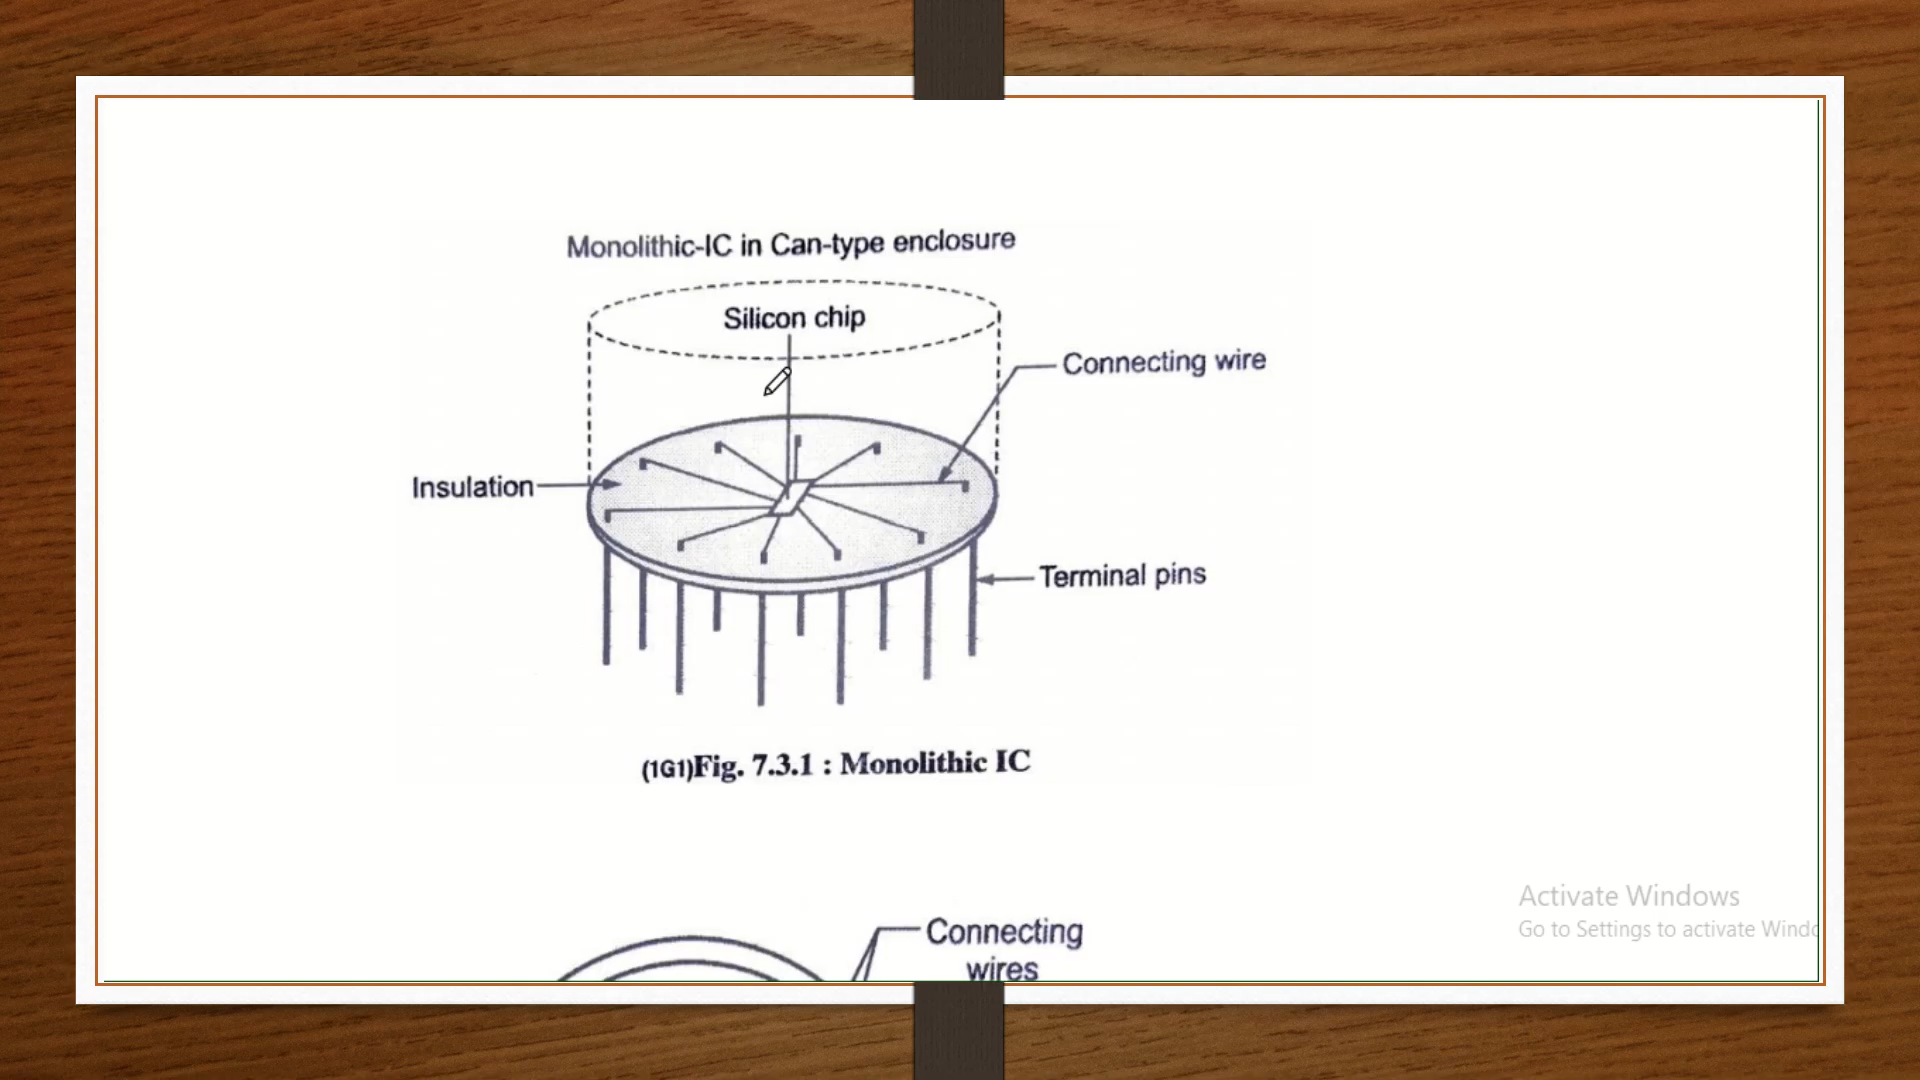 Monolithic-IC in Can-type enclosure
Silicon chip
Connecting wire
Insulation
Terminal pins
(1G1)Fig. 7.3.1 : Monolithic IC
Connecting
wires
Activate Windows
Go to Settings to activate Windo